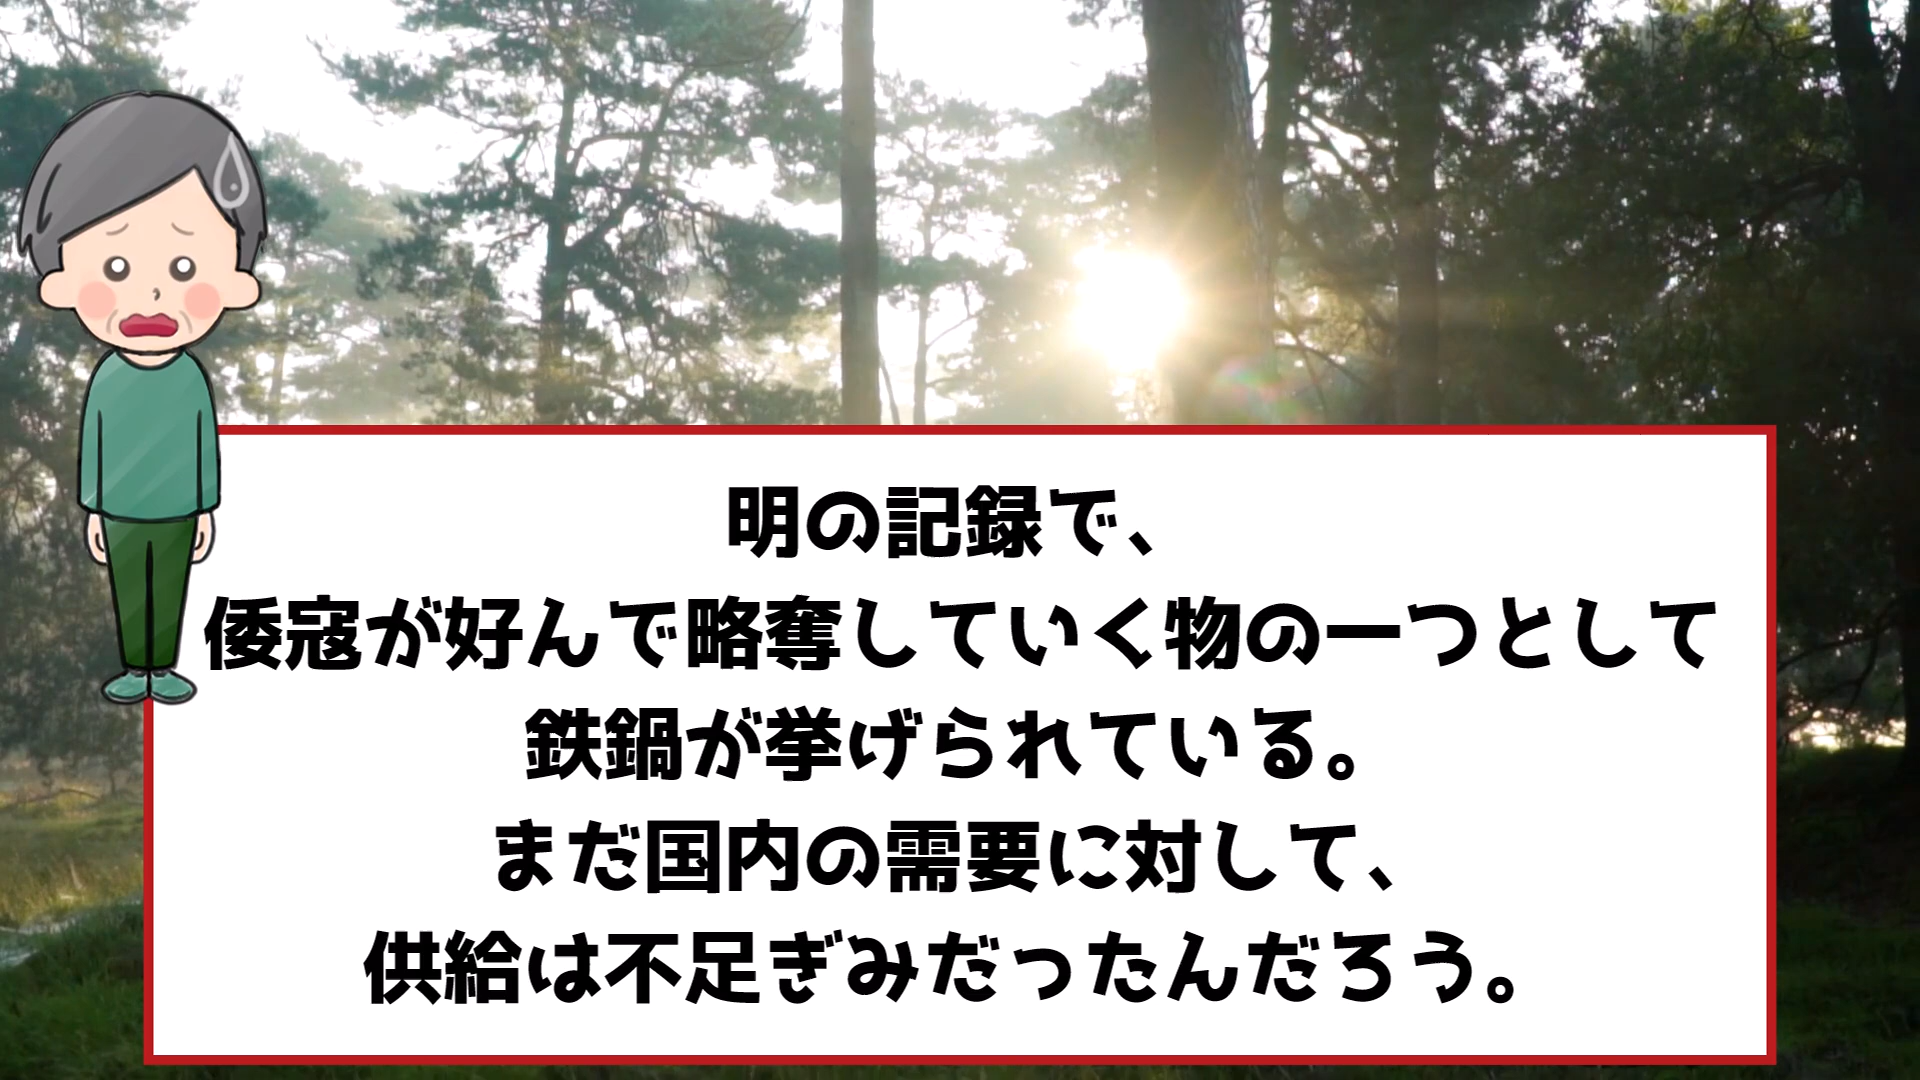 明の記録で、
倭寇が好んで略奪していく物の一つとして
鉄鍋が挙げられている。
まだ国内の需要に対して、
供給は不足ぎみだったんだろう。